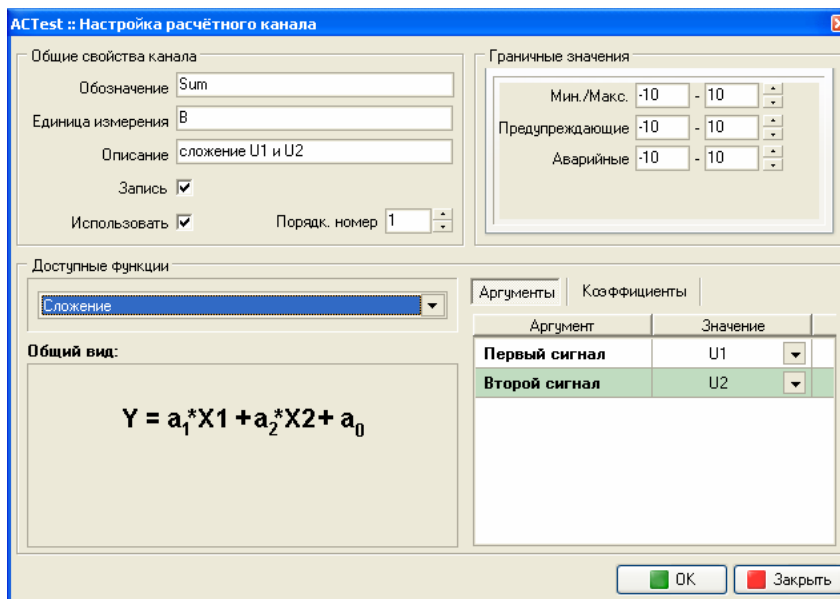 ACTest :: Настройка расчётного канала
Общие свойства канала
Обозначение Sum
Единица измерения В
Описание сложение U1 и U2
Запись
Использовать Порядк. номер 1
Граничные значения
Мин./Макс. -10 - 10
Предупреждающие -10 - 10
Аварийные -10 - 10
Доступные функции
Сложение
Общий вид:
Y = a₁*X1 +a₂*X2+ a₀
Аргументы Коэффициенты
Аргумент Значение
Первый сигнал U1
Второй сигнал U2
OK Закрыть